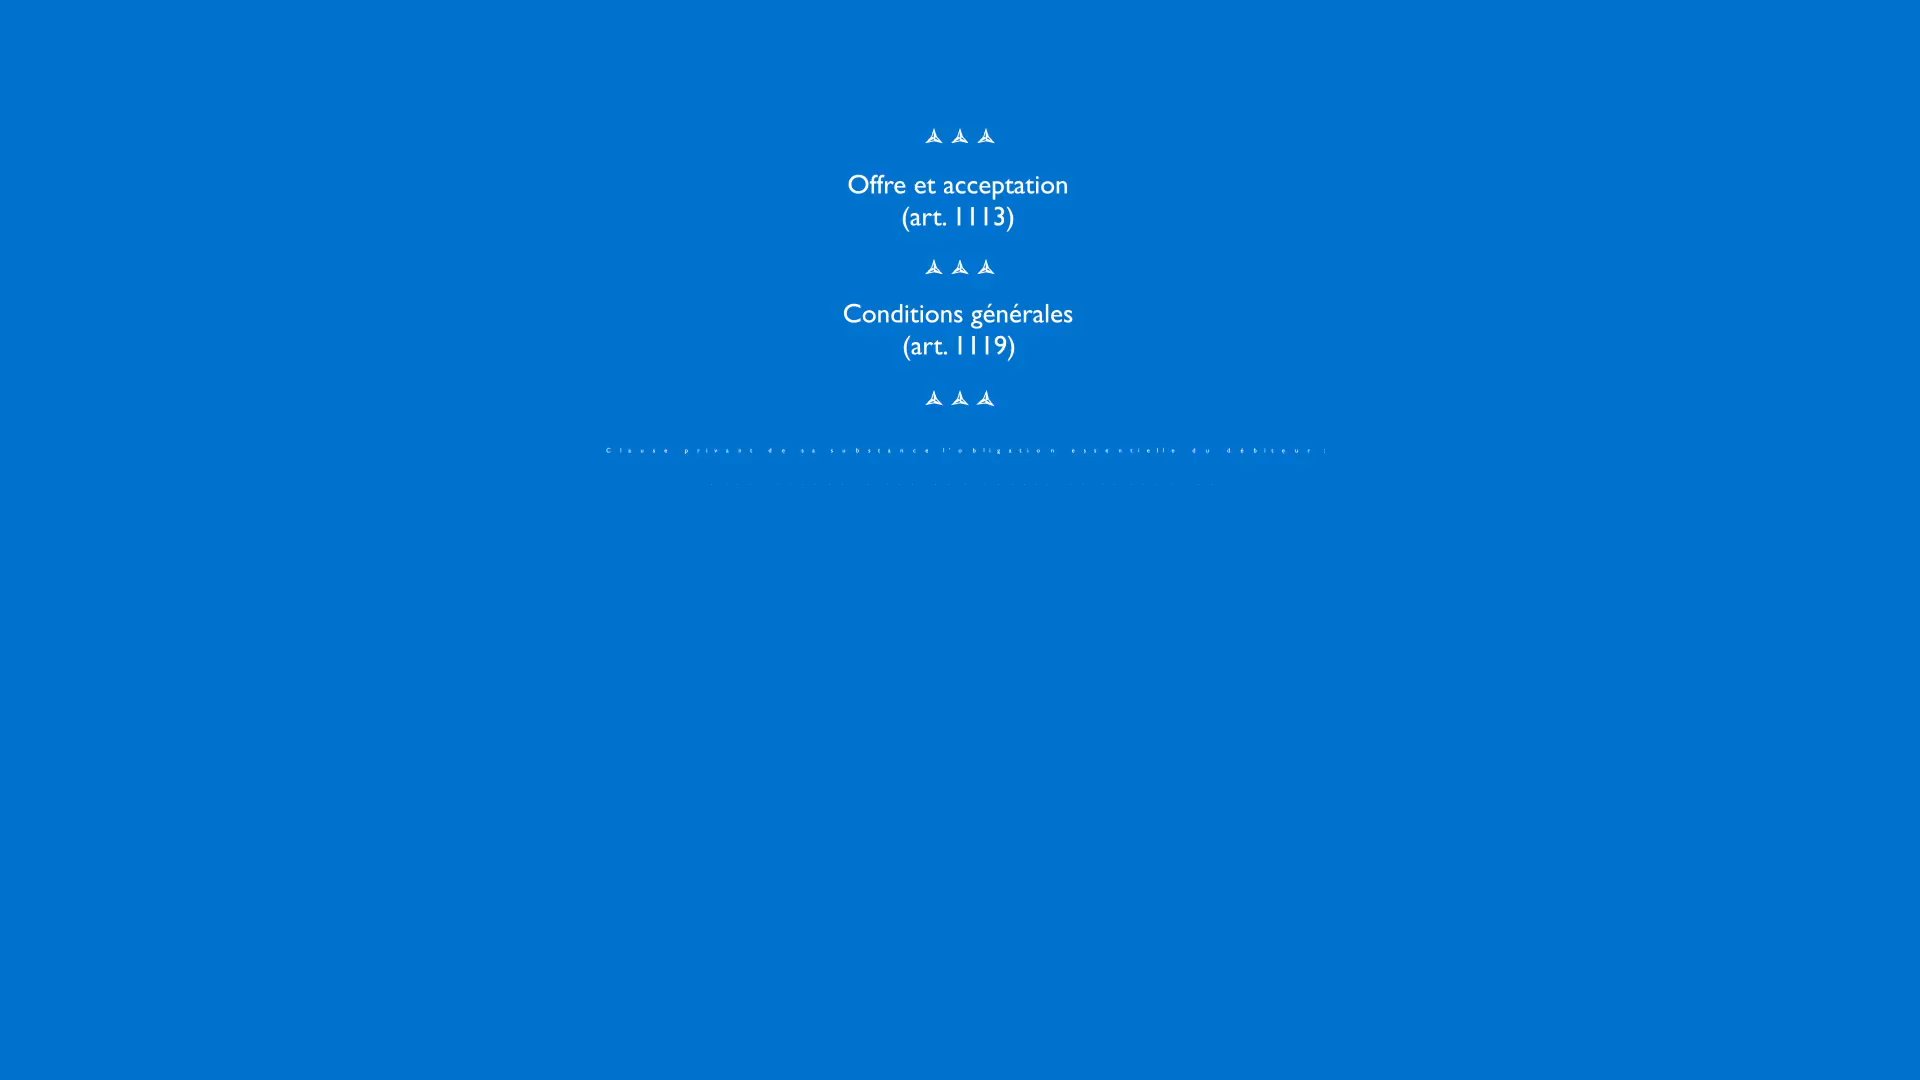 Offre et acceptation
(art. 1113)
Conditions générales
(art. 1119)
Clause privant de sa substance l'obligation essentielle du débiteur :